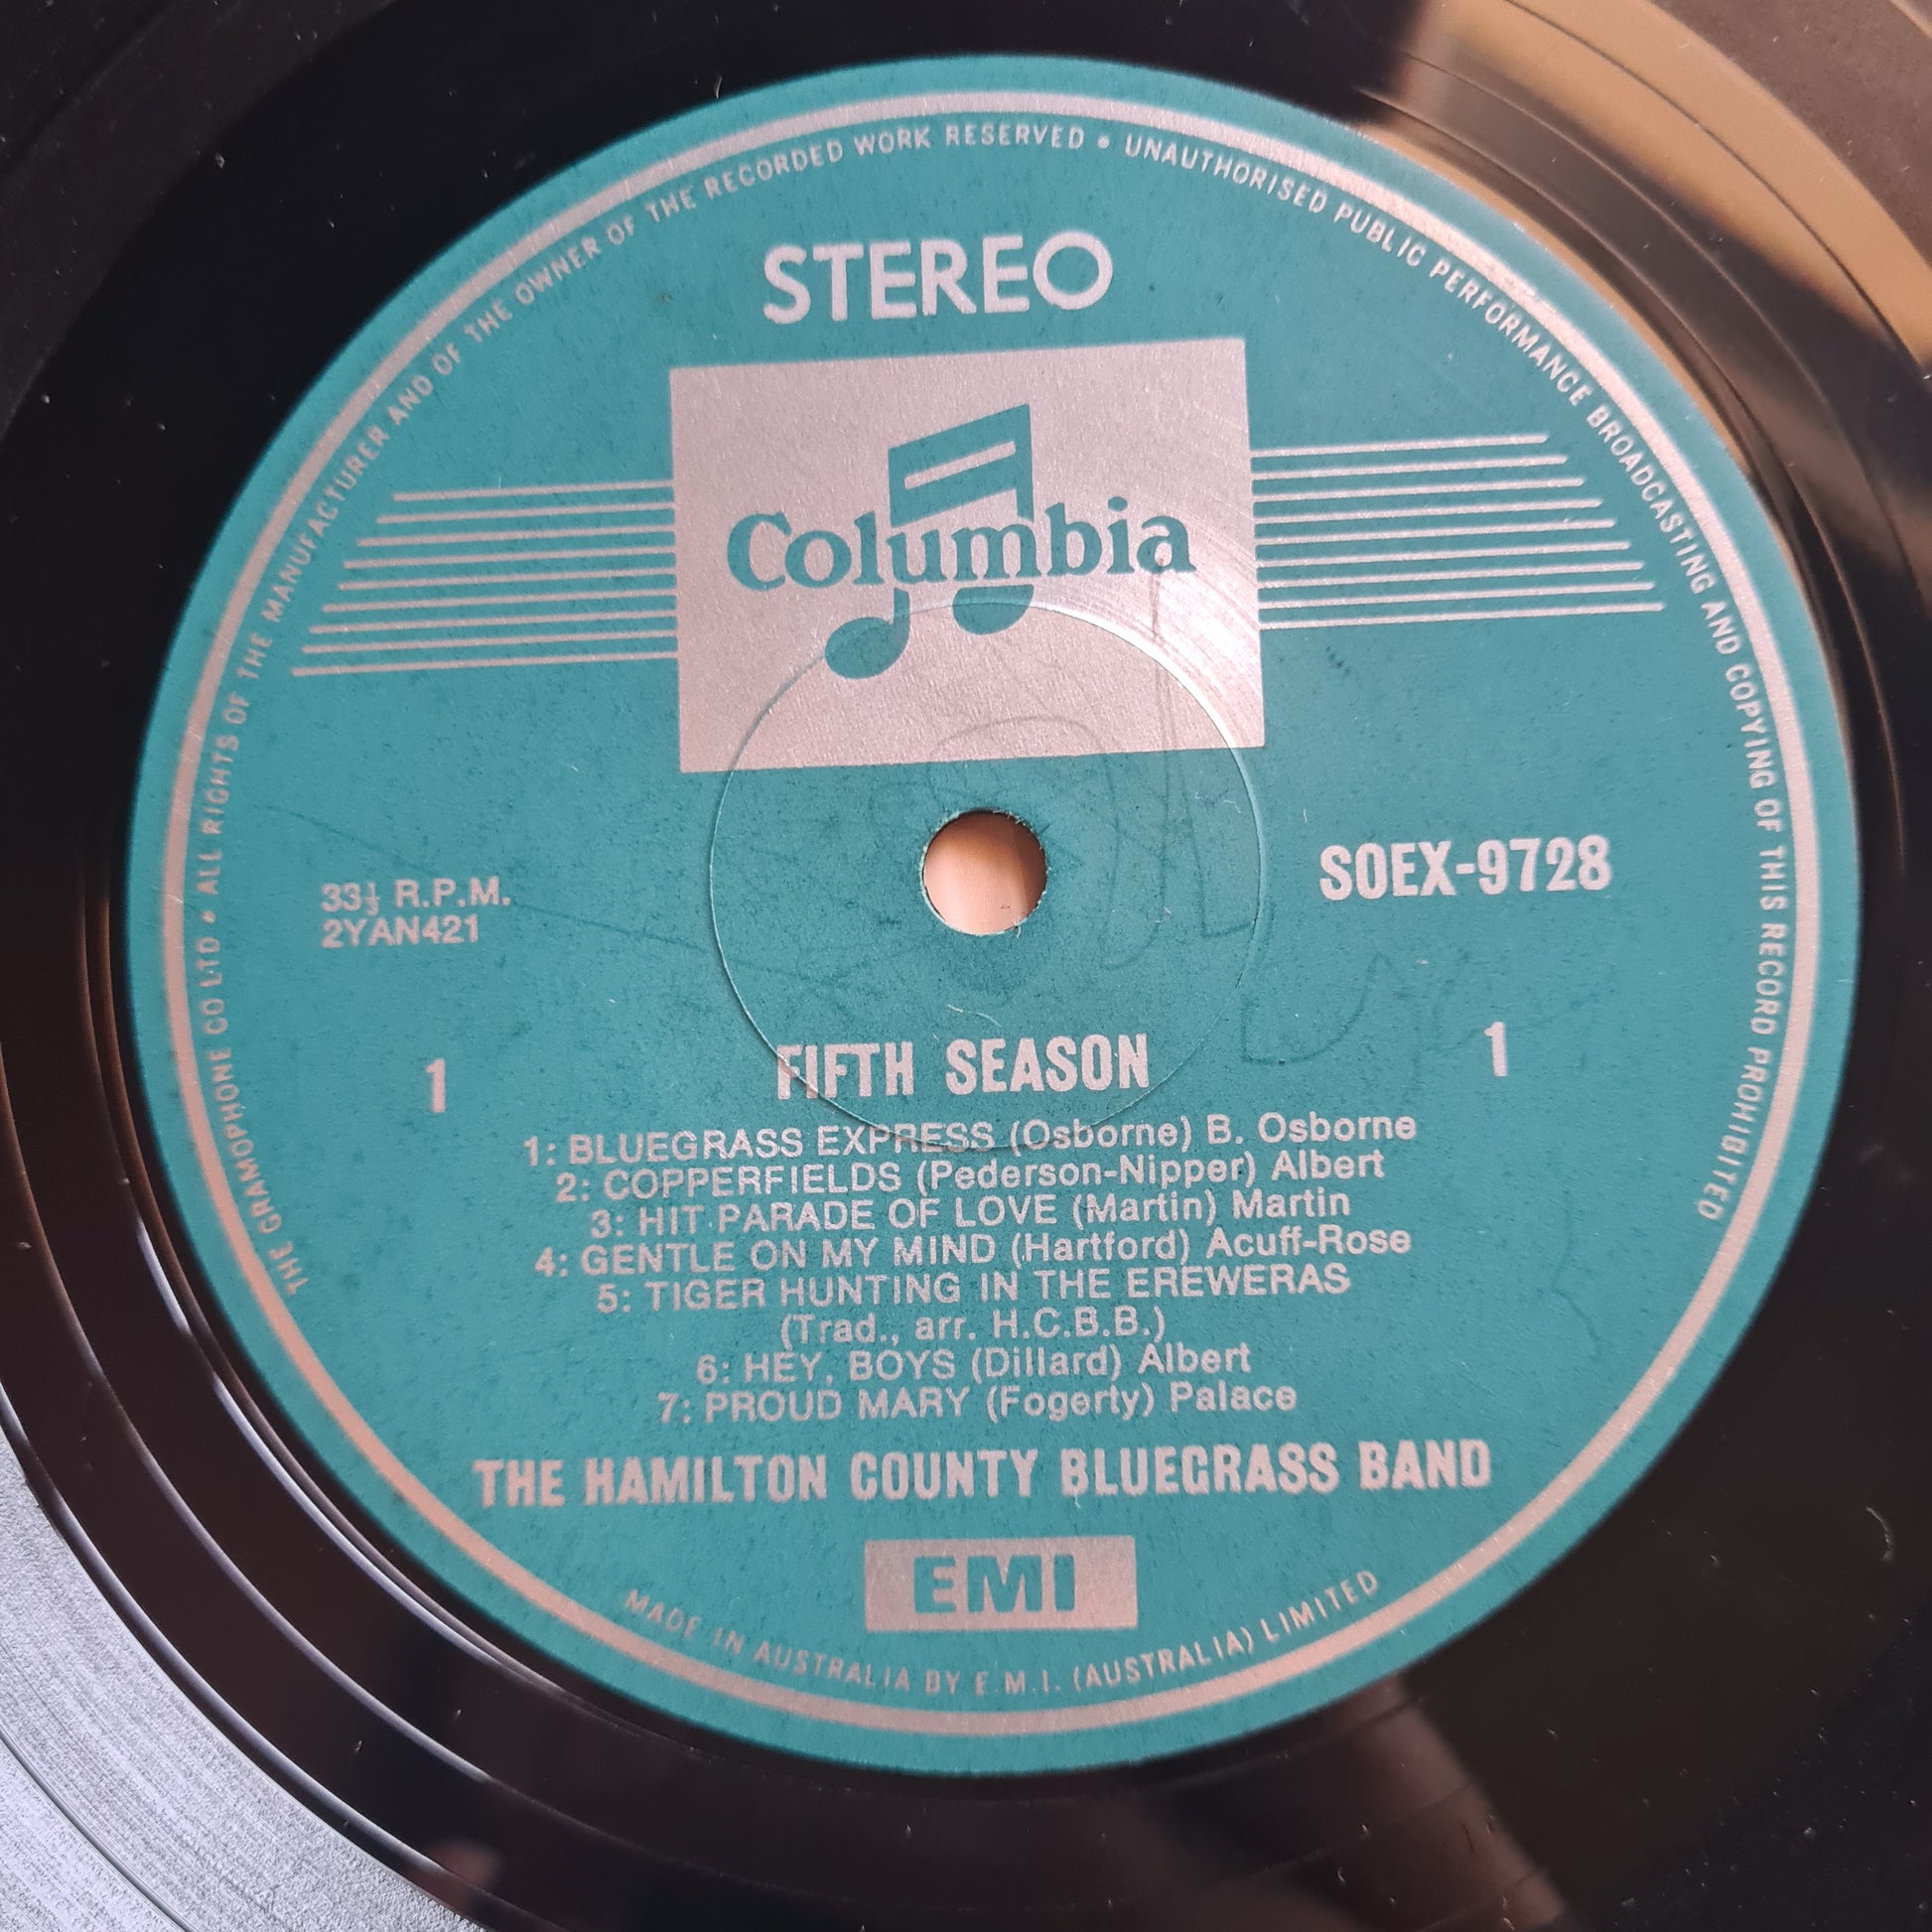 THE GRAMOPHONE CO LTD • ALL RIGHTS OF THE MANUFACTURER AND OF THE OWNER OF THE RECORDED WORK RESERVED • UNAUTHORISED PUBLIC PERFORMANCE BROADCASTING AND COPYING OF THIS RECORD PROHIBITED
STEREO
Columbia
33⅓ R.P.M.
2YAN421
SOEX-9728
1
1
FIFTH SEASON
1: BLUEGRASS EXPRESS (Osborne) B. Osborne
2: COPPERFIELDS (Pederson-Nipper) Albert
3: HIT PARADE OF LOVE (Martin) Martin
4: GENTLE ON MY MIND (Hartford) Acuff-Rose
5: TIGER HUNTING IN THE EREWERAS
(Trad., arr. H.C.B.B.)
6: HEY, BOYS (Dillard) Albert
7: PROUD MARY (Fogerty) Palace
THE HAMILTON COUNTY BLUEGRASS BAND
EMI
MADE IN AUSTRALIA BY E.M.I. (AUSTRALIA) LIMITED